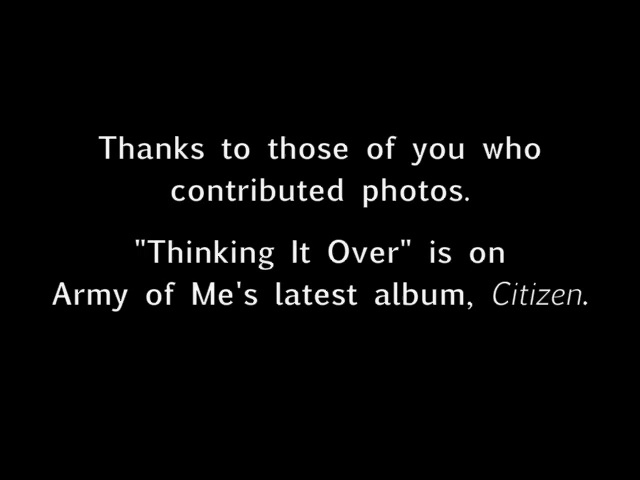 Thanks to those of you who
contributed photos.
"Thinking It Over" is on
Army of Me's latest album, Citizen.